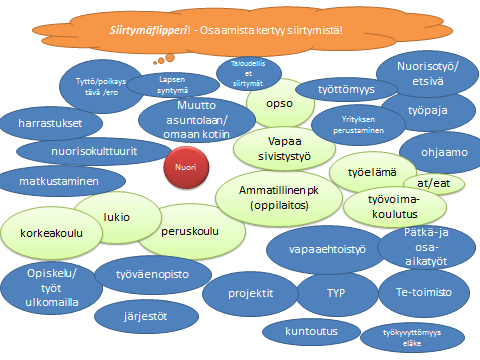 Siirtymäflipperi! - Osaamista kertyy siirtymistä!
Taloudellis
et
siirtymät
Nuorisotyö/
etsivä
Tyttö/poikays
tävä /ero
Lapsen
syntymä
opso
työttömyys
työpaja
harrastukset
Muutto
asuntolaan/
omaan kotiin
Yrityksen
perustaminen
nuorisokulttuurit
Vapaa
sivistystyö
ohjaamo
Nuori
työelämä
matkustaminen
at/eat
Ammatillinen pk
(oppilaitos)
työvoima-
koulutus
lukio
korkeakoulu
peruskoulu
Pätkä- ja
osa-
aikatyöt
vapaaehtoistyö
Opiskelu/
työt
ulkomailla
työväenopisto
projektit
TYP
Te-toimisto
järjestöt
kuntoutus
työkyvyttömyys
eläke